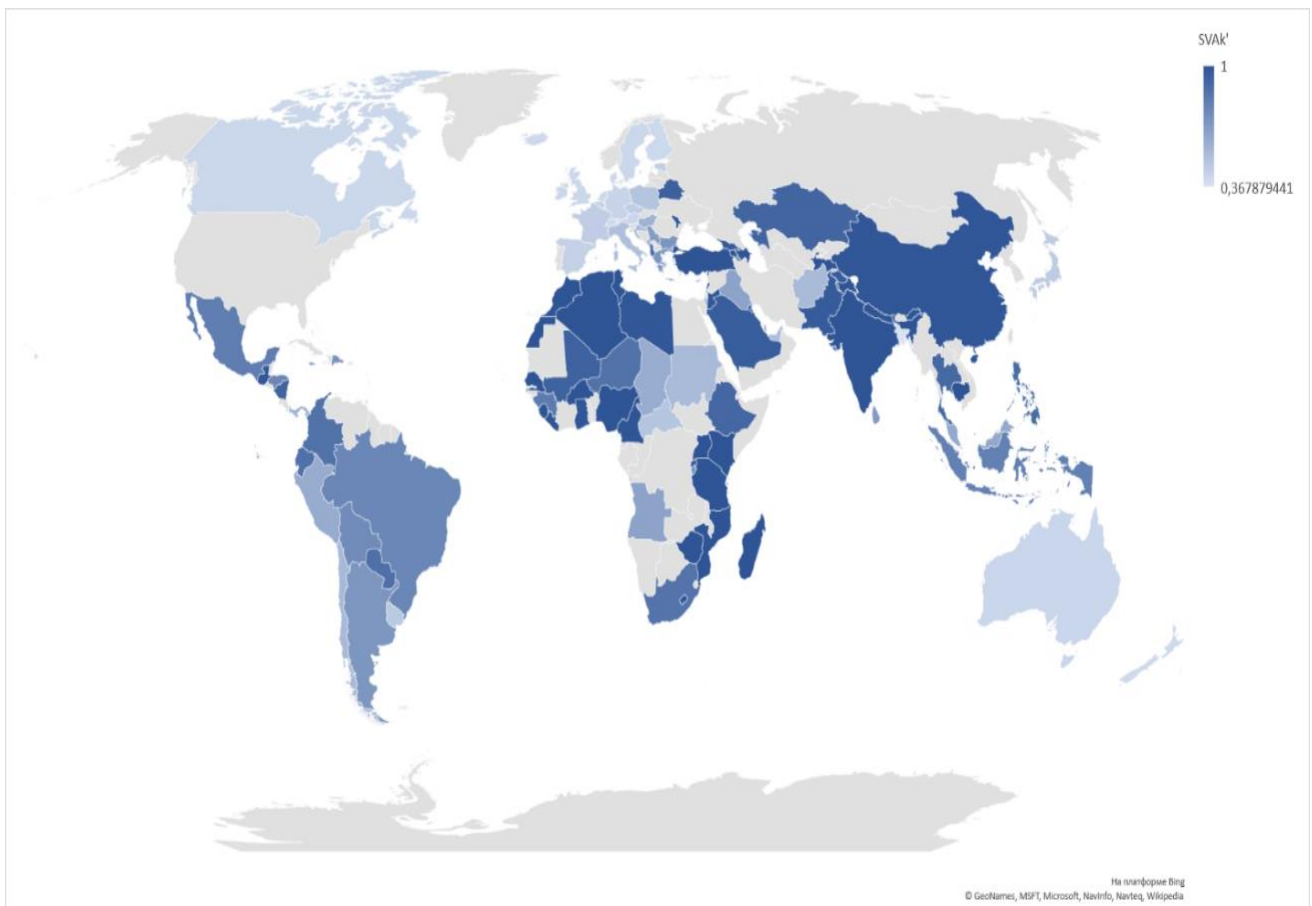 SVAk'
1
0,367879441
На платформе Bing
© GeoNames, MSFT, Microsoft, NavInfo, Navteq, Wikipedia